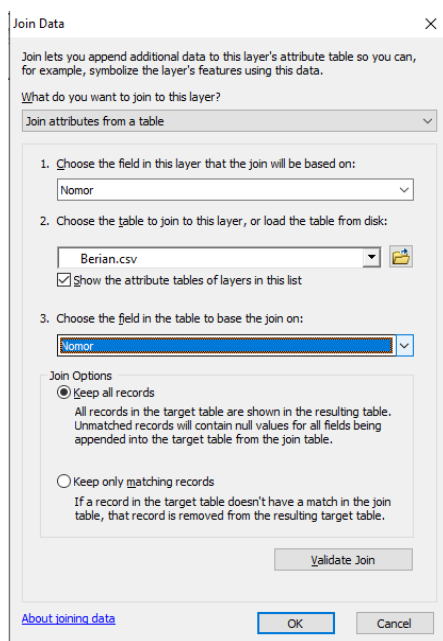 Join Data
Join lets you append additional data to this layer's attribute table so you can,
for example, symbolize the layer's features using this data.
What do you want to join to this layer?
Join attributes from a table
1. Choose the field in this layer that the join will be based on:
Nomor
2. Choose the table to join to this layer, or load the table from disk:
Berian.csv
Show the attribute tables of layers in this list
3. Choose the field in the table to base the join on:
Nomor
Join Options
Keep all records
All records in the target table are shown in the resulting table.
Unmatched records will contain null values for all fields being
appended into the target table from the join table.
Keep only matching records
If a record in the target table doesn't have a match in the join
table, that record is removed from the resulting target table.
Validate Join
About joining data
OK
Cancel